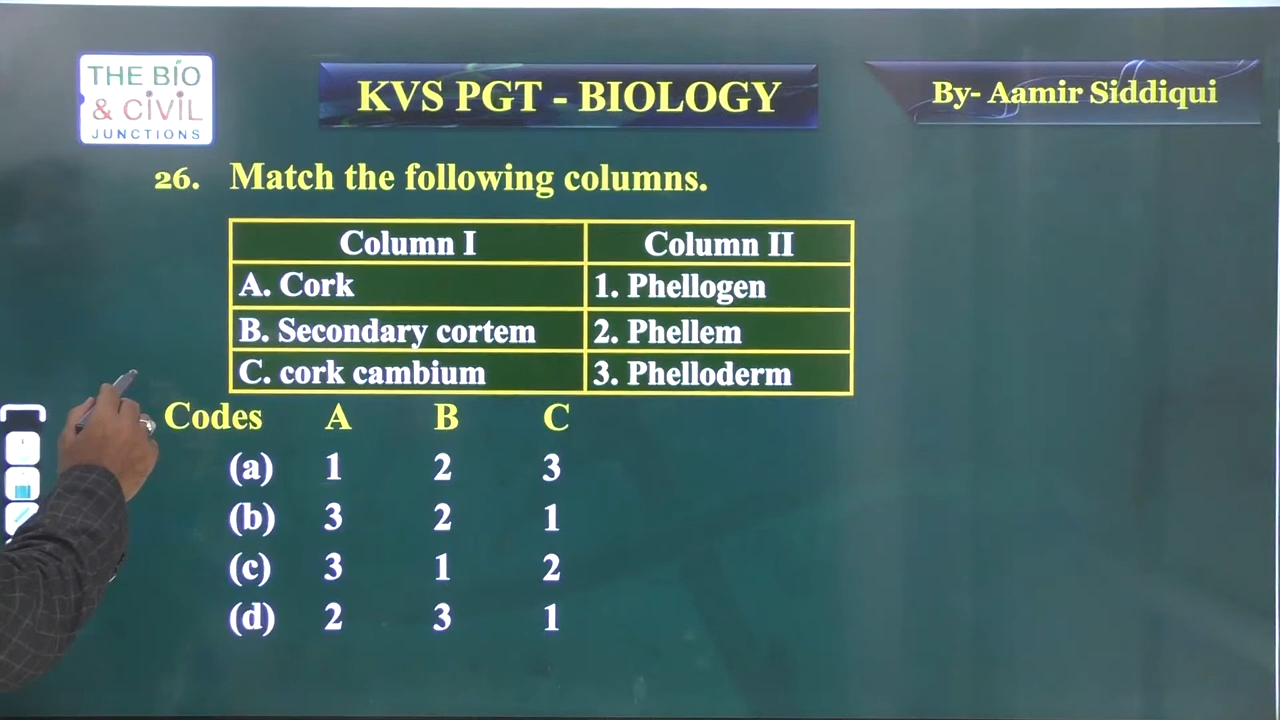 THE BIO
& CIVIL
JUNCTIONS
KVS PGT - BIOLOGY
By- Aamir Siddiqui
26. Match the following columns.
Column I Column II
A. Cork 1. Phellogen
B. Secondary cortem 2. Phellem
C. cork cambium 3. Phelloderm
Codes A B C
(a) 1 2 3
(b) 3 2 1
(c) 3 1 2
(d) 2 3 1